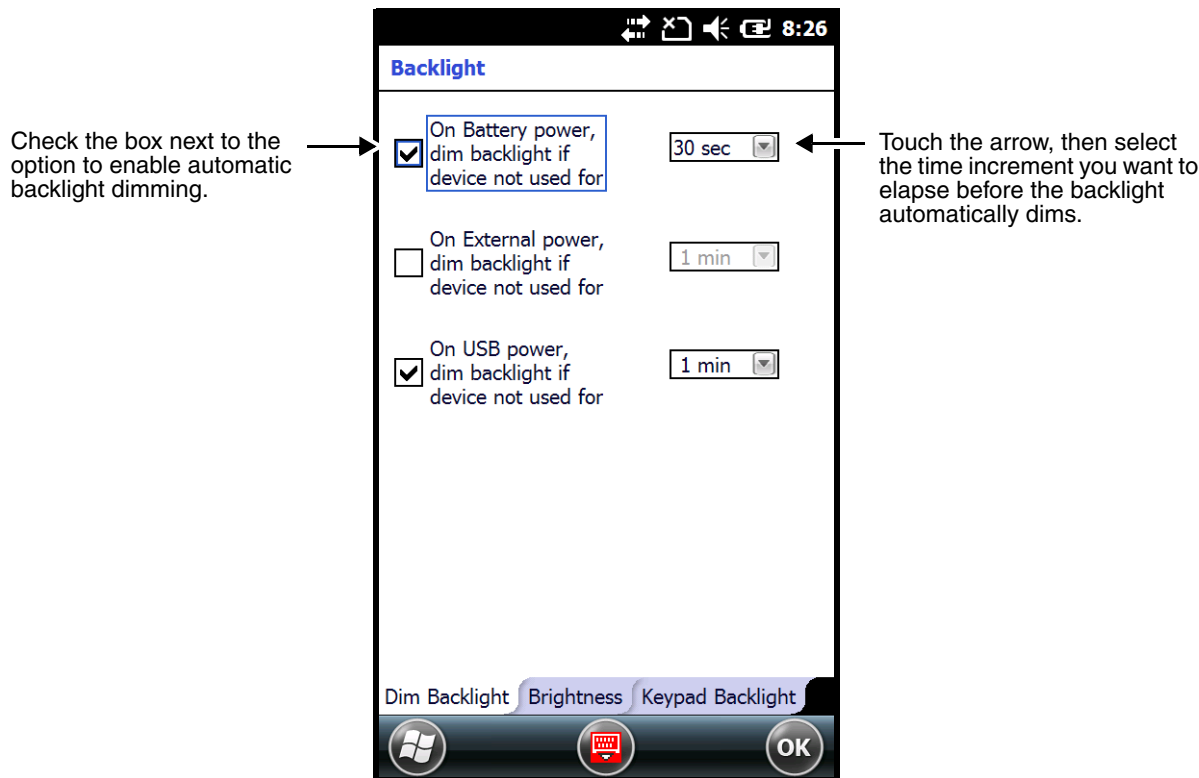 8:26
Backlight
Check the box next to the
option to enable automatic
backlight dimming.
On Battery power,
dim backlight if
device not used for
30 sec
Touch the arrow, then select
the time increment you want to
elapse before the backlight
automatically dims.
On External power,
dim backlight if
device not used for
1 min
On USB power,
dim backlight if
device not used for
1 min
Dim Backlight Brightness Keypad Backlight
OK